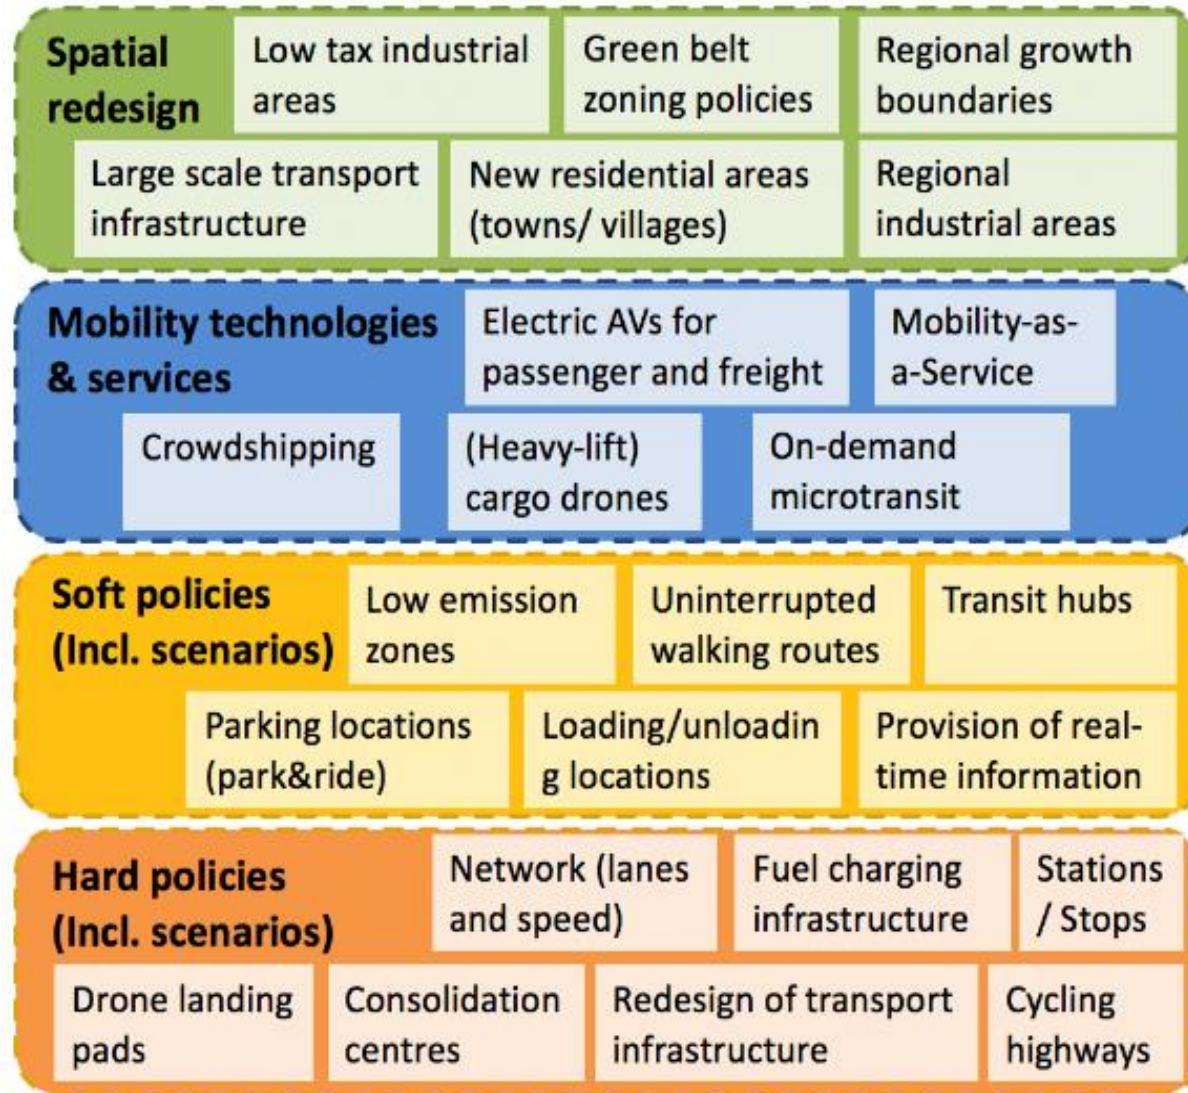 Spatial
redesign
Low tax industrial
areas
Green belt
zoning policies
Regional growth
boundaries
Large scale transport
infrastructure
New residential areas
(towns/ villages)
Regional
industrial areas
Mobility technologies
& services
Electric AVs for
passenger and freight
Mobility-as-
a-Service
Crowdshipping
(Heavy-lift)
cargo drones
On-demand
microtransit
Soft policies
(Incl. scenarios)
Low emission
zones
Uninterrupted
walking routes
Transit hubs
Parking locations
(park&ride)
Loading/unloadin
g locations
Provision of real-
time information
Hard policies
(Incl. scenarios)
Network (lanes
and speed)
Fuel charging
infrastructure
Stations
/ Stops
Drone landing
pads
Consolidation
centres
Redesign of transport
infrastructure
Cycling
highways